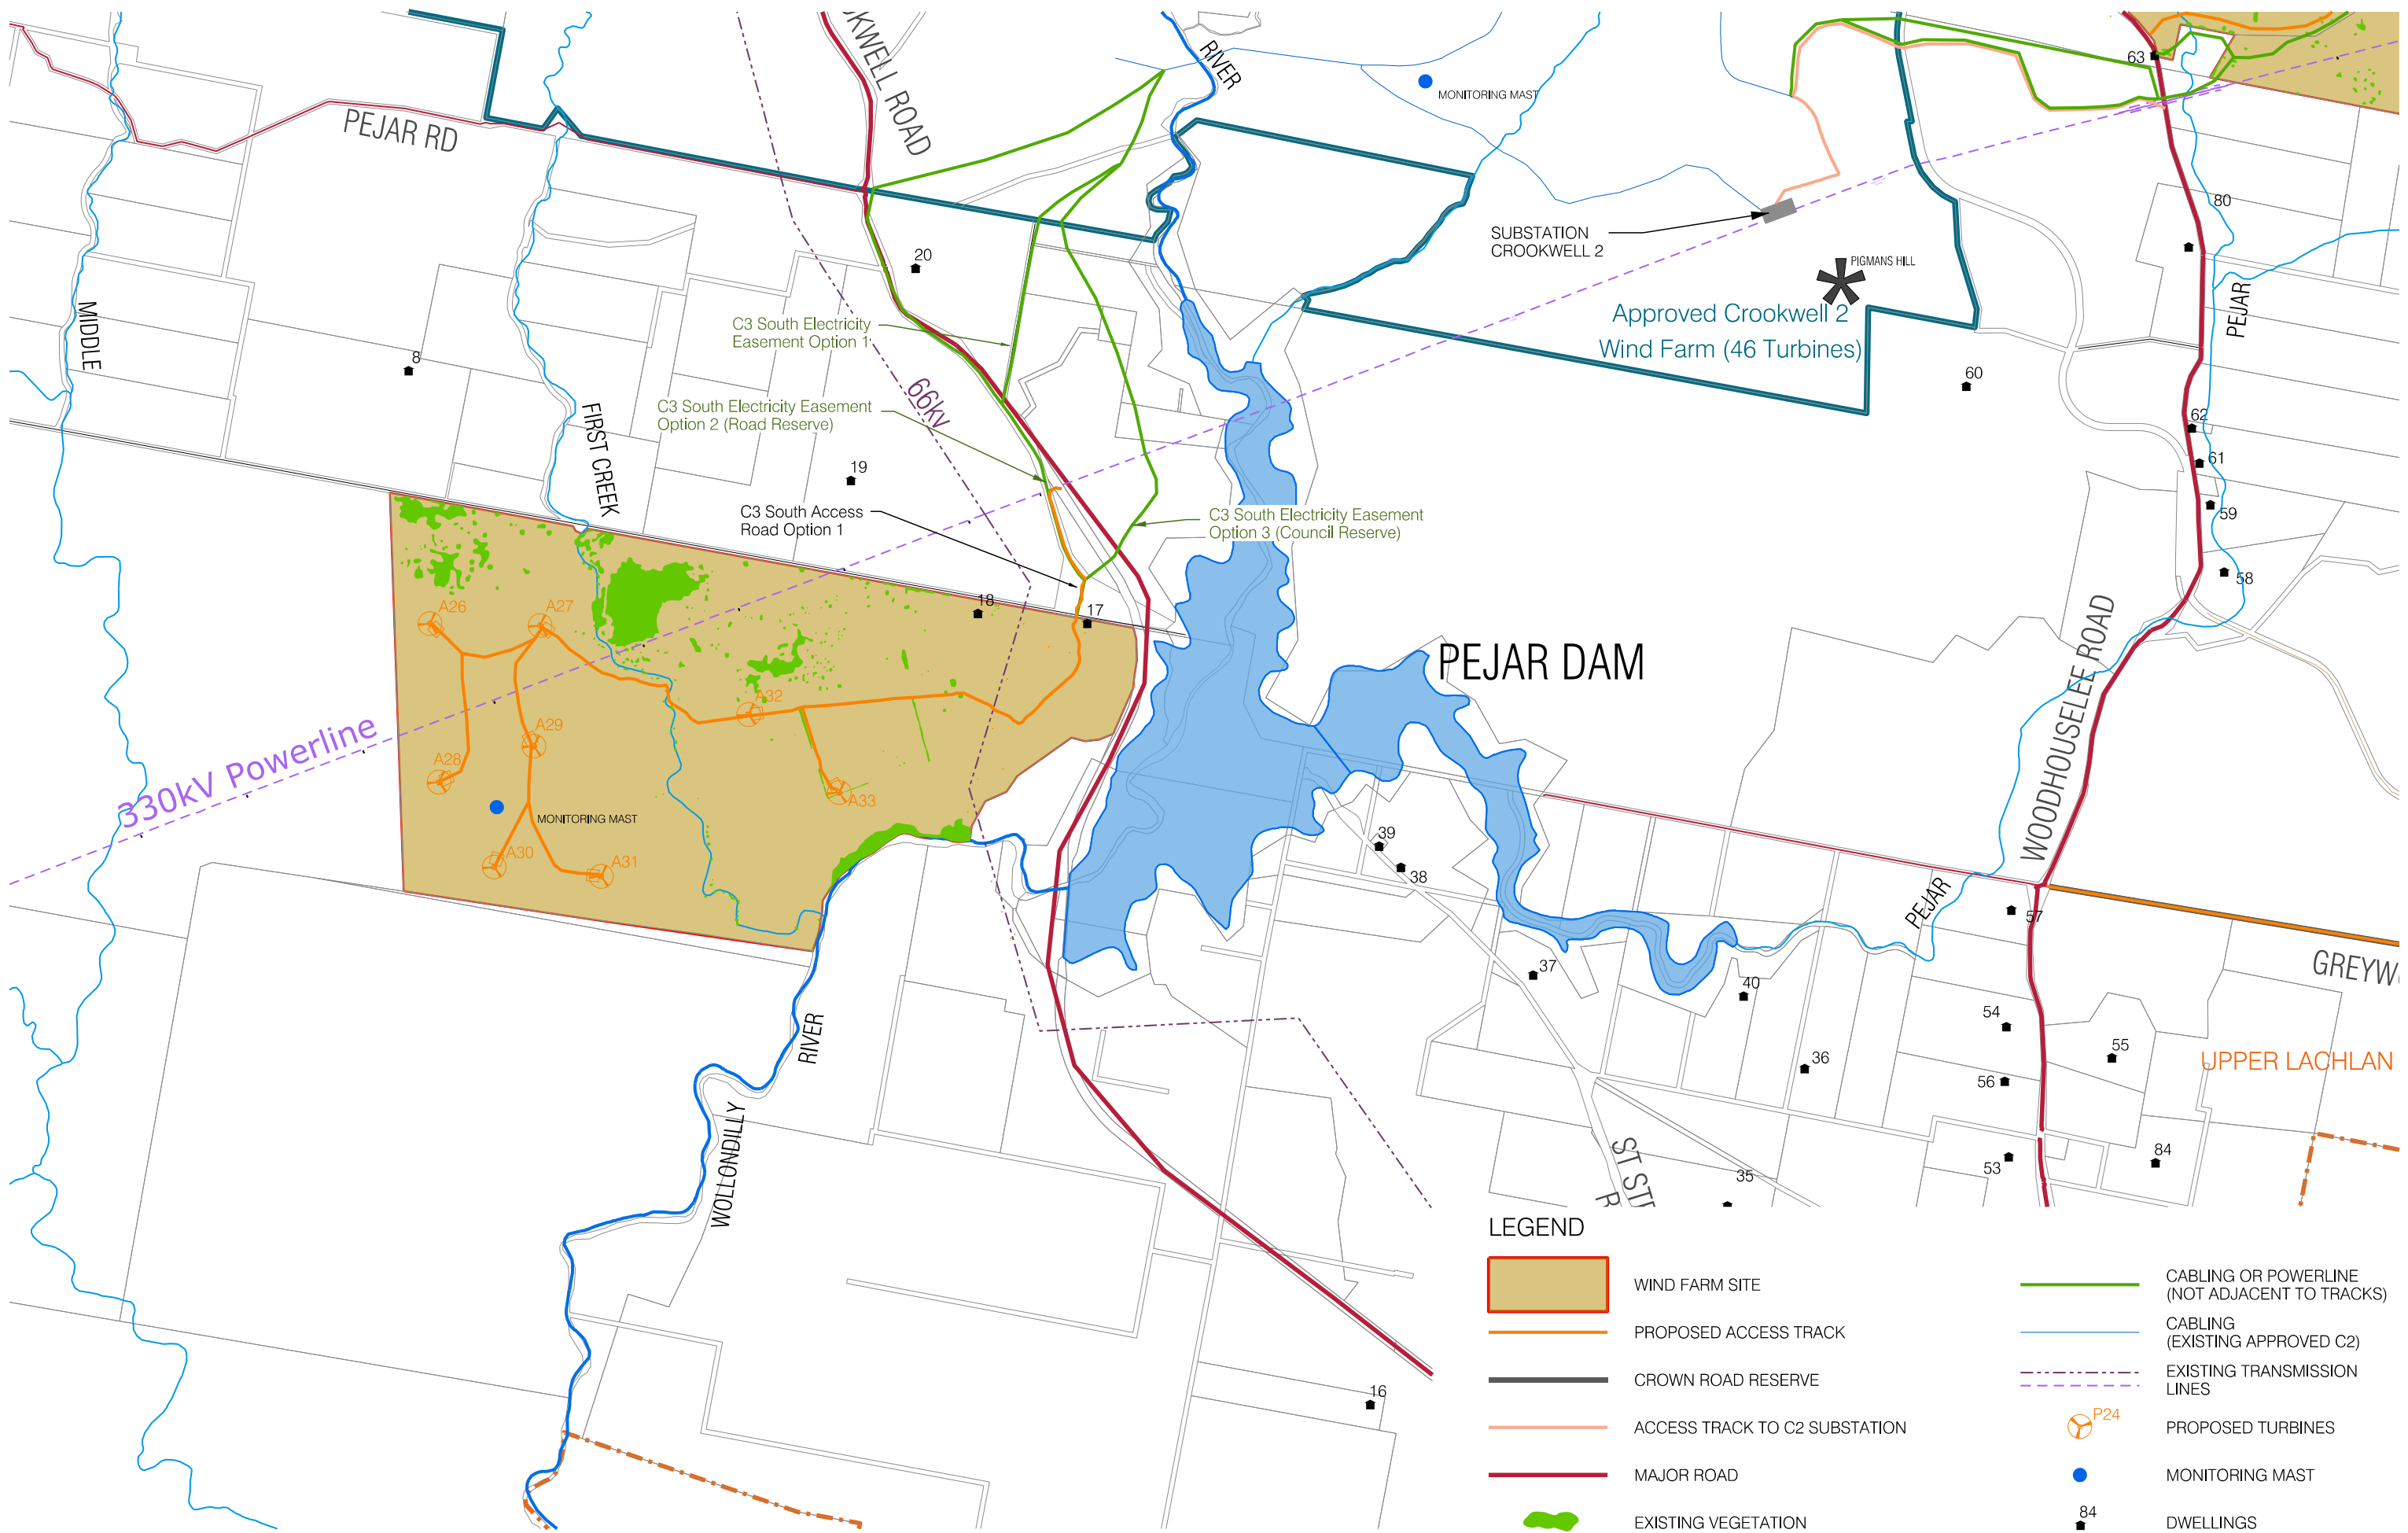 KWELL ROAD
RIVER
63
MONITORING MAST
PEJAR RD
80
SUBSTATION
CROOKWELL 2
20
PIGMANS HILL
MIDDLE
PEJAR
Approved Crookwell 2
Wind Farm (46 Turbines)
C3 South Electricity
Easement Option 1
8
60
66kv
C3 South Electricity Easement
Option 2 (Road Reserve)
FIRST CREEK
62
19
61
C3 South Access
Road Option 1
C3 South Electricity Easement
Option 3 (Council Reserve)
59
58
A26
A27
18
17
PEJAR DAM
WOODHOUSELEE ROAD
A32
A29
330kV Powerline
A28
A33
MONITORING MAST
39
A30
A31
38
PEJAR
57
37
GREYW
40
RIVER
54
55
36
UPPER LACHLAN
56
WOLLONDILLY
ST STE
R
53
84
35
LEGEND
WIND FARM SITE
PROPOSED ACCESS TRACK
CROWN ROAD RESERVE
ACCESS TRACK TO C2 SUBSTATION
MAJOR ROAD
EXISTING VEGETATION
CABLING OR POWERLINE
(NOT ADJACENT TO TRACKS)
CABLING
(EXISTING APPROVED C2)
EXISTING TRANSMISSION
LINES
P24
PROPOSED TURBINES
MONITORING MAST
84
DWELLINGS
16